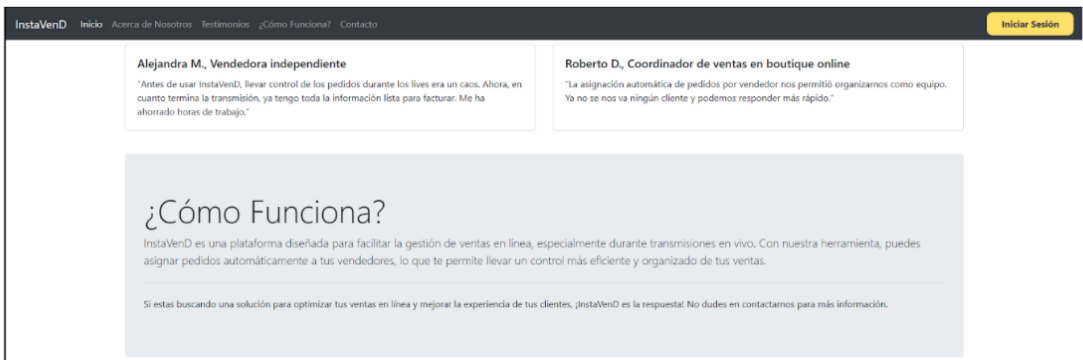 InstaVenD Inicio Acerca de Nosotros Testimonios ¿Cómo Funciona? Contacto Iniciar Sesión
Alejandra M., Vendedora independiente
"Antes de usar InstaVenD, llevar control de los pedidos durante los lives era un caos. Ahora, en
cuanto termina la transmisión, ya tengo toda la información lista para facturar. Me ha
ahorrado horas de trabajo."
Roberto D., Coordinador de ventas en boutique online
"La asignación automática de pedidos por vendedor nos permitió organizarnos como equipo.
Ya no se nos va ningún cliente y podemos responder más rápido."
¿Cómo Funciona?
InstaVenD es una plataforma diseñada para facilitar la gestión de ventas en línea, especialmente durante transmisiones en vivo. Con nuestra herramienta, puedes
asignar pedidos automáticamente a tus vendedores, lo que te permite llevar un control más eficiente y organizado de tus ventas.
Si estas buscando una solución para optimizar tus ventas en línea y mejorar la experiencia de tus clientes, ¡InstaVenD es la respuesta! No dudes en contactarnos para más información.